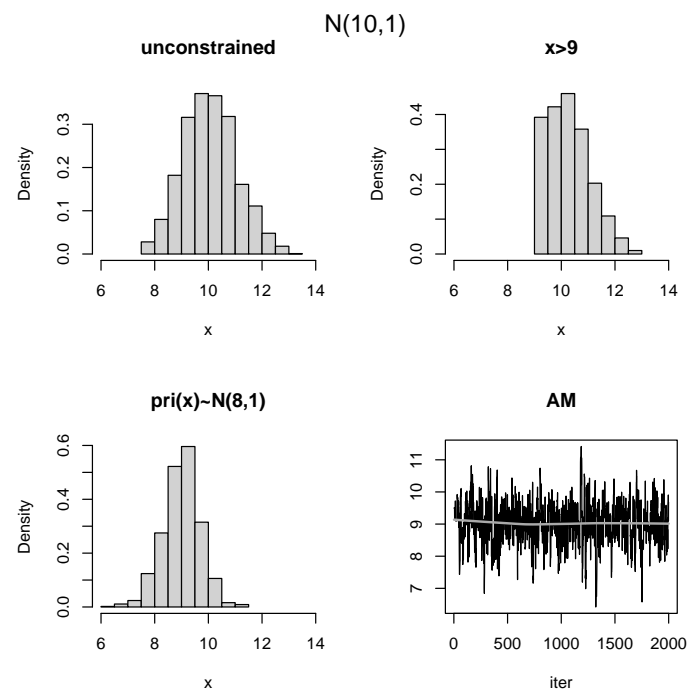 N(10,1)
unconstrained
Density
0.0 0.1 0.2 0.3
6 8 10 12 14
x
x>9
Density
0.0 0.2 0.4
6 8 10 12 14
x
pri(x)~N(8,1)
Density
0.0 0.2 0.4 0.6
6 8 10 12 14
x
AM
7 8 9 10 11
0 500 1000 1500 2000
iter